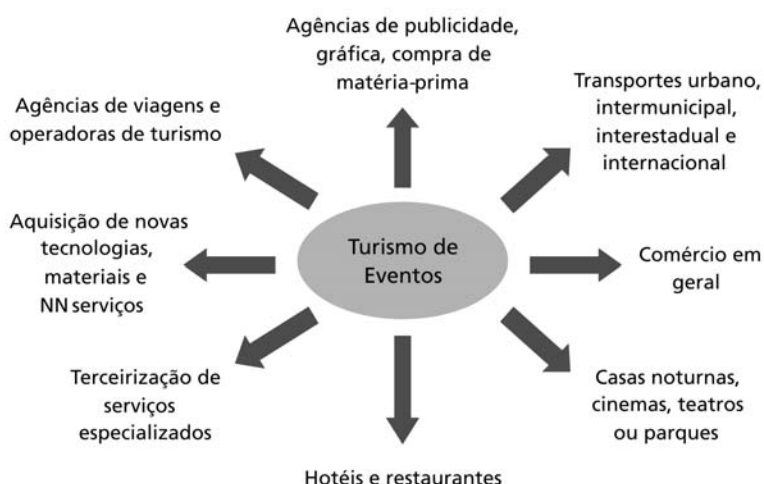 Agências de publicidade,
gráfica, compra de
matéria-prima
Transportes urbano,
intermunicipal,
interestadual e
internacional
Agências de viagens e
operadoras de turismo
Aquisição de novas
tecnologias,
materiais e
NN serviços
Turismo de
Eventos
Comércio em
geral
Terceirização de
serviços
especializados
Casas noturnas,
cinemas, teatros
ou parques
Hotéis e restaurantes